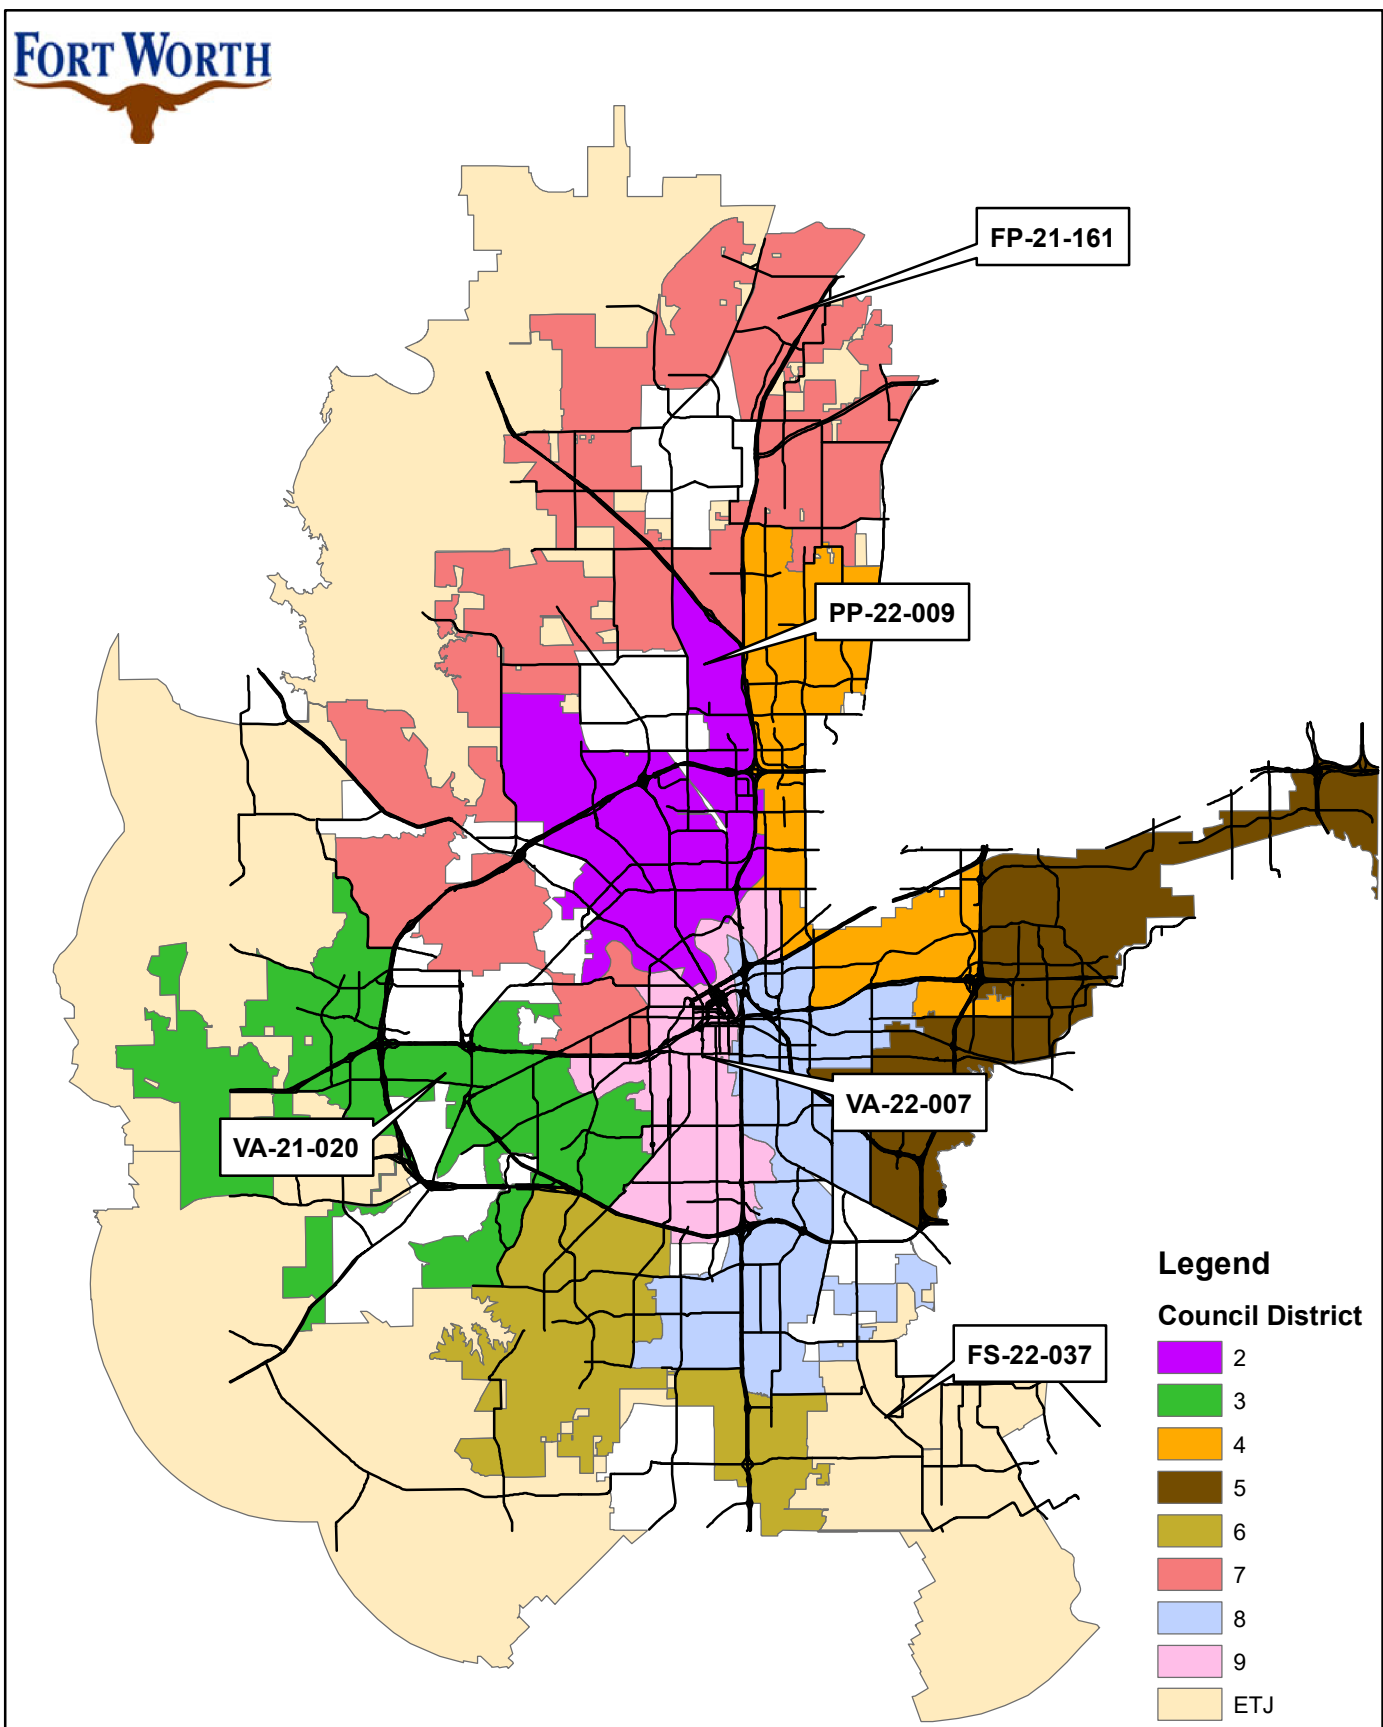 FORT WORTH
FP-21-161
PP-22-009
VA-22-007
VA-21-020
FS-22-037
Legend
Council District
2
3
4
5
6
7
8
9
ETJ